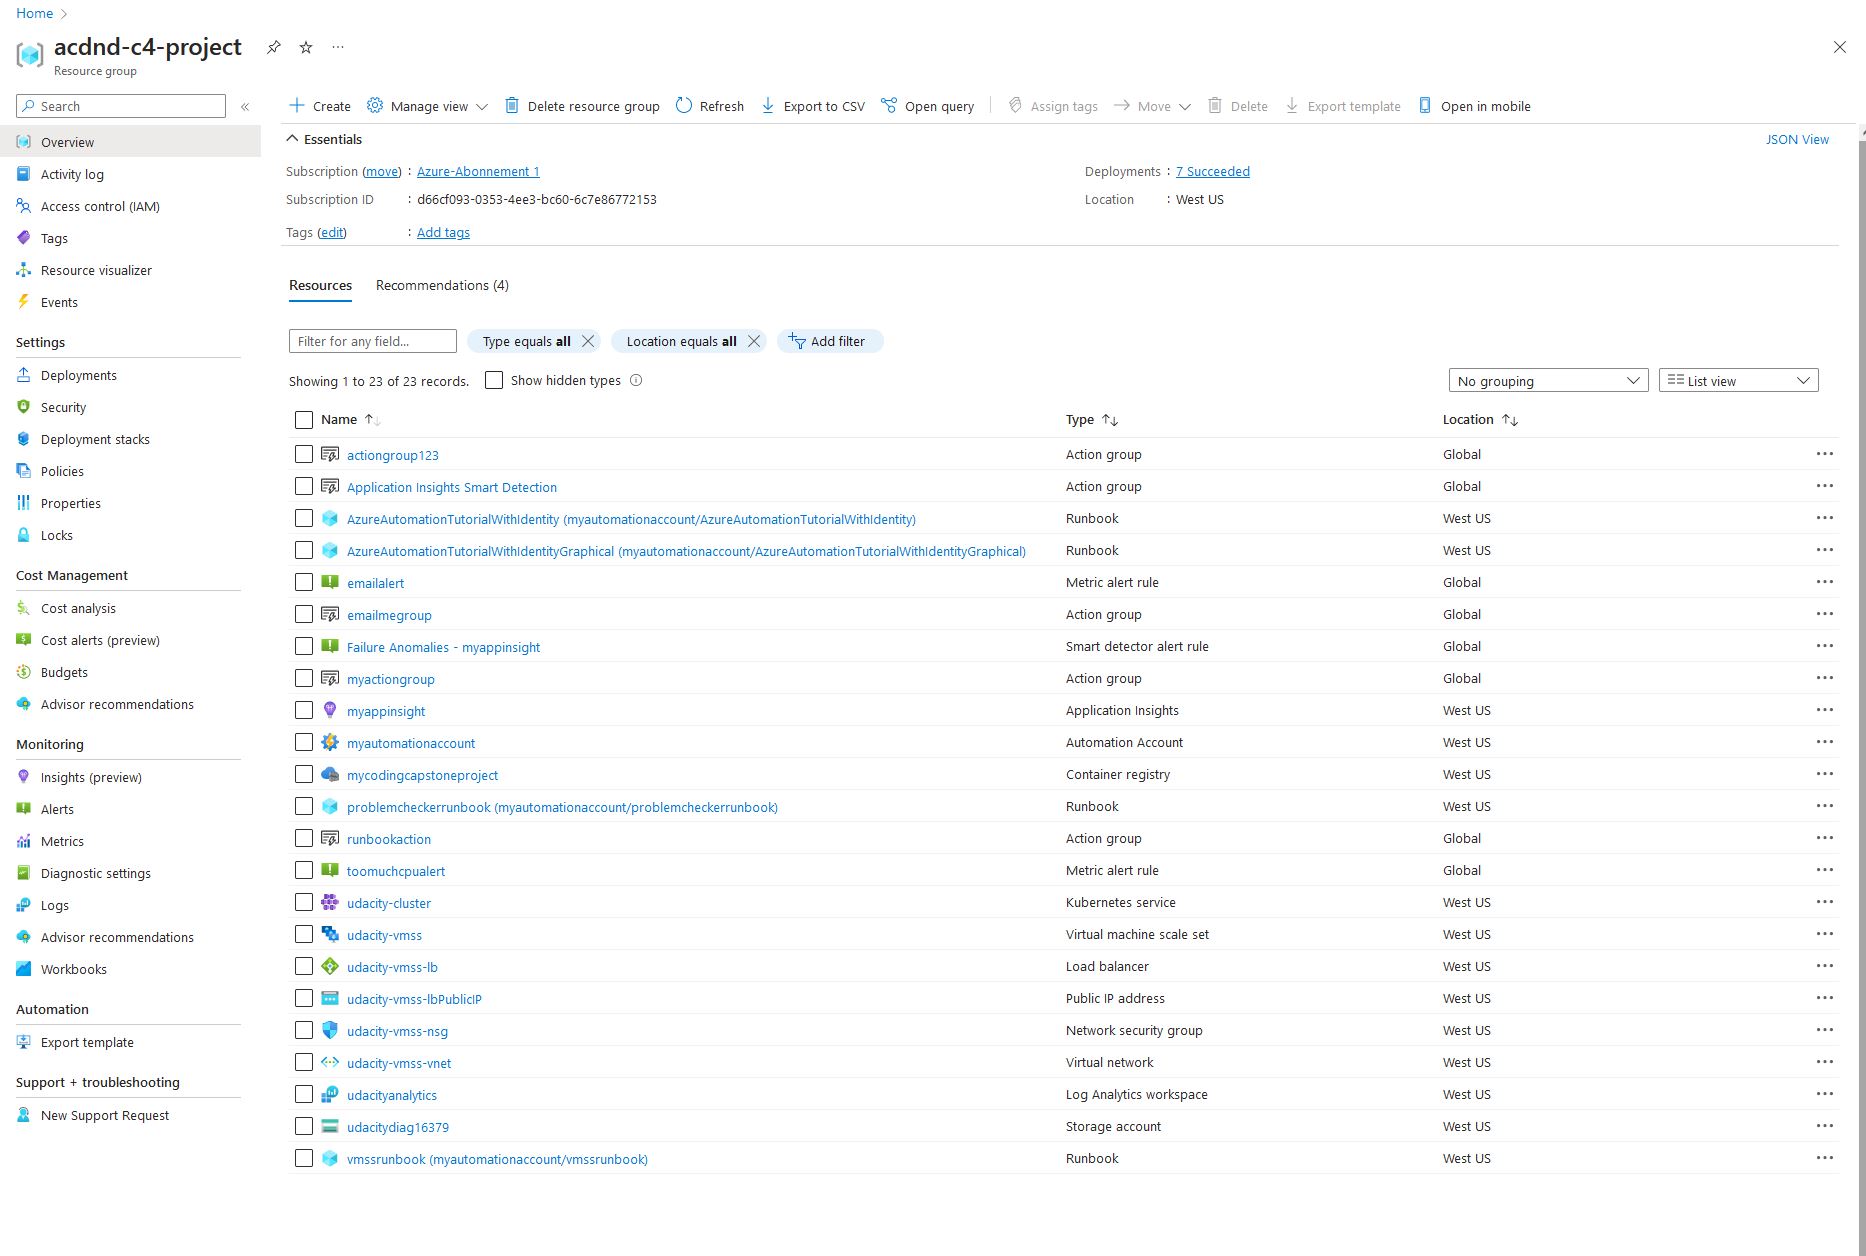 Home
acdnd-c4-project
Resource group
Search
Create Manage view Delete resource group Refresh Export to CSV Open query Assign tags Move Delete Export template Open in mobile
Overview
Activity log
Access control (IAM)
Tags
Resource visualizer
Events
Settings
Deployments
Security
Deployment stacks
Policies
Properties
Locks
Cost Management
Cost analysis
Cost alerts (preview)
Budgets
Advisor recommendations
Monitoring
Insights (preview)
Alerts
Metrics
Diagnostic settings
Logs
Advisor recommendations
Workbooks
Automation
Export template
Support + troubleshooting
New Support Request
Essentials JSON View
Subscription (move) : Azure-Abonnement 1 Deployments : 7 Succeeded
Subscription ID : d66cf093-0353-4ee3-bc60-6c7e86772153 Location : West US
Tags (edit) : Add tags
Resources Recommendations (4)
Filter for any field... Type equals all Location equals all Add filter
Showing 1 to 23 of 23 records. Show hidden types No grouping List view
Name Type Location
actiongroup123 Action group Global
Application Insights Smart Detection Action group Global
AzureAutomationTutorialWithIdentity (myautomationaccount/AzureAutomationTutorialWithIdentity) Runbook West US
AzureAutomationTutorialWithIdentityGraphical (myautomationaccount/AzureAutomationTutorialWithIdentityGraphical) Runbook West US
emailalert Metric alert rule Global
emailmegroup Action group Global
Failure Anomalies - myappinsight Smart detector alert rule Global
myactiongroup Action group Global
myappinsight Application Insights West US
myautomationaccount Automation Account West US
mycodingcapstoneproject Container registry West US
problemcheckerrunbook (myautomationaccount/problemcheckerrunbook) Runbook West US
runbookaction Action group Global
toomuchcpualert Metric alert rule Global
udacity-cluster Kubernetes service West US
udacity-vmss Virtual machine scale set West US
udacity-vmss-lb Load balancer West US
udacity-vmss-lbPublicIP Public IP address West US
udacity-vmss-nsg Network security group West US
udacity-vmss-vnet Virtual network West US
udacityanalytics Log Analytics workspace West US
udacitydiag16379 Storage account West US
vmssrunbook (myautomationaccount/vmssrunbook) Runbook West US